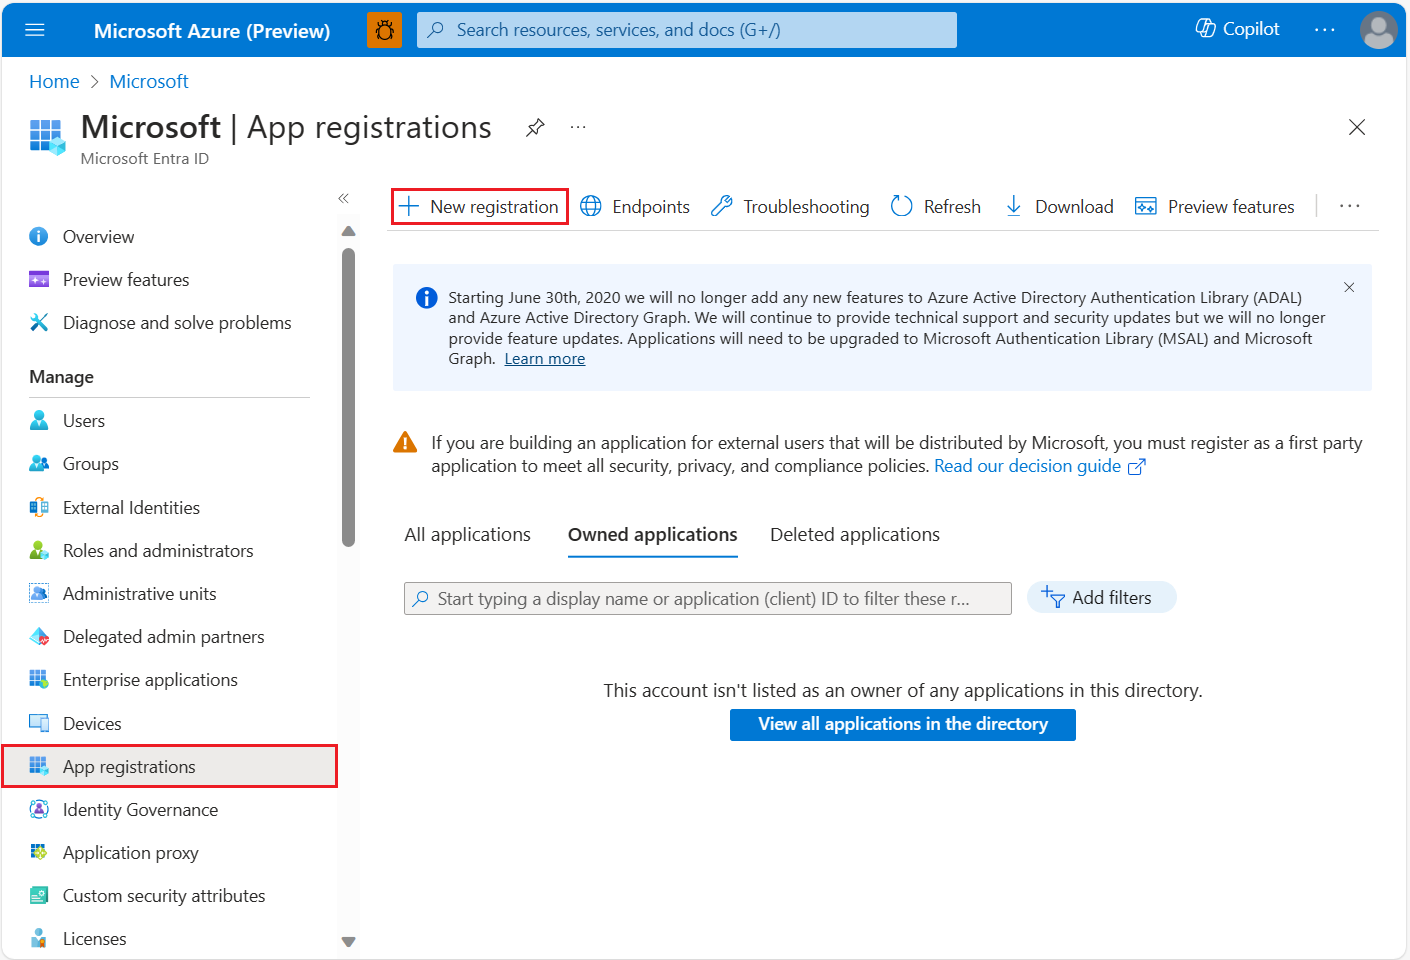 Microsoft Azure (Preview)
Search resources, services, and docs (G+/)
Copilot
Home > Microsoft
Microsoft | App registrations
Microsoft Entra ID
Overview
Preview features
Diagnose and solve problems
Manage
Users
Groups
External Identities
Roles and administrators
Administrative units
Delegated admin partners
Enterprise applications
Devices
App registrations
Identity Governance
Application proxy
Custom security attributes
Licenses
New registration
Endpoints
Troubleshooting
Refresh
Download
Preview features
Starting June 30th, 2020 we will no longer add any new features to Azure Active Directory Authentication Library (ADAL)
and Azure Active Directory Graph. We will continue to provide technical support and security updates but we will no longer
provide feature updates. Applications will need to be upgraded to Microsoft Authentication Library (MSAL) and Microsoft
Graph. Learn more
If you are building an application for external users that will be distributed by Microsoft, you must register as a first party
application to meet all security, privacy, and compliance policies. Read our decision guide
All applications
Owned applications
Deleted applications
Start typing a display name or application (client) ID to filter these r...
Add filters
This account isn't listed as an owner of any applications in this directory.
View all applications in the directory